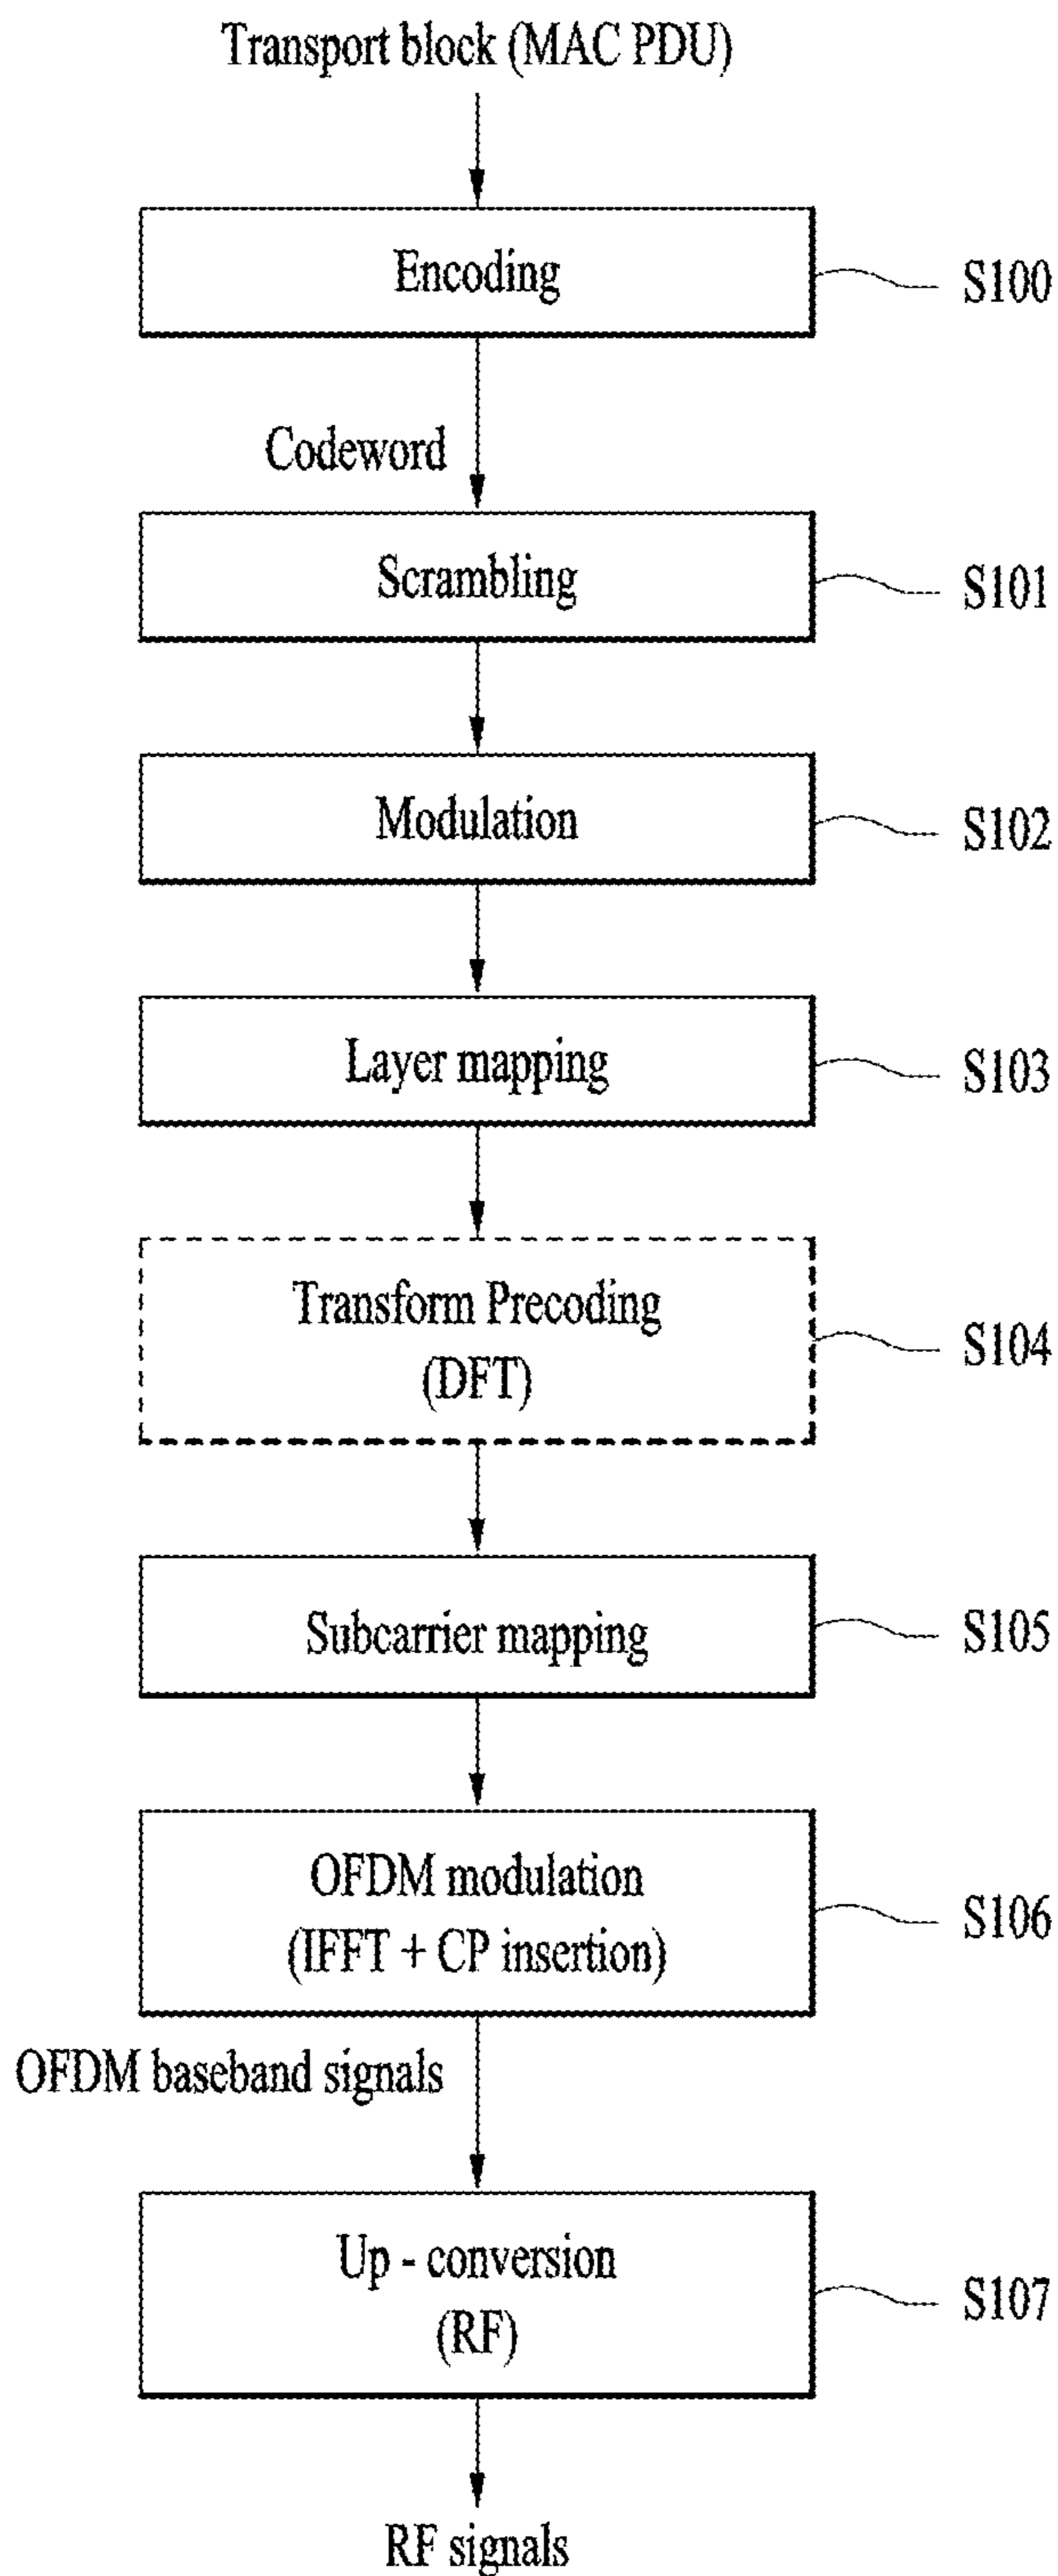 Transport block (MAC PDU)
Encoding
S100
Codeword
Scrambling
S101
Modulation
S102
Layer mapping
S103
Transform Precoding
(DFT)
S104
Subcarrier mapping
S105
OFDM modulation
(IFFT + CP insertion)
S106
OFDM baseband signals
Up - conversion
(RF)
S107
RF signals